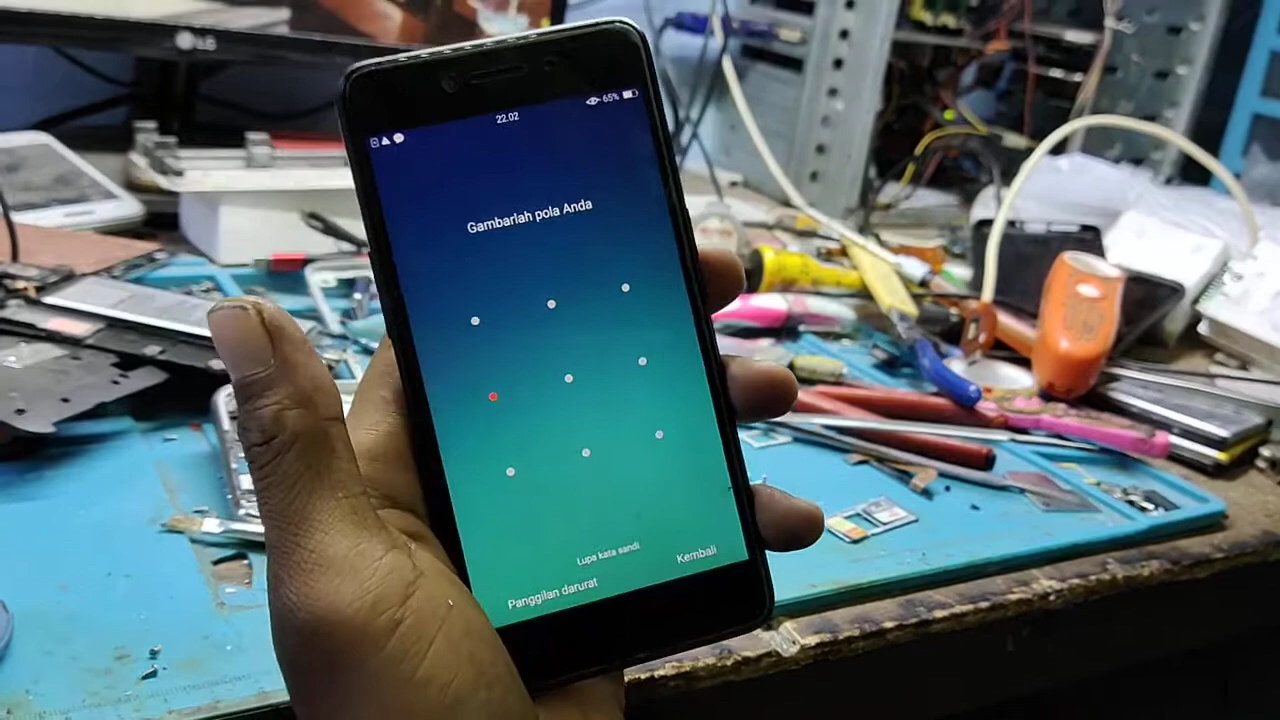 LG
65%
22.02
Gambarlah pola Anda
Lupa kata sandi
Panggilan darurat
Kembali